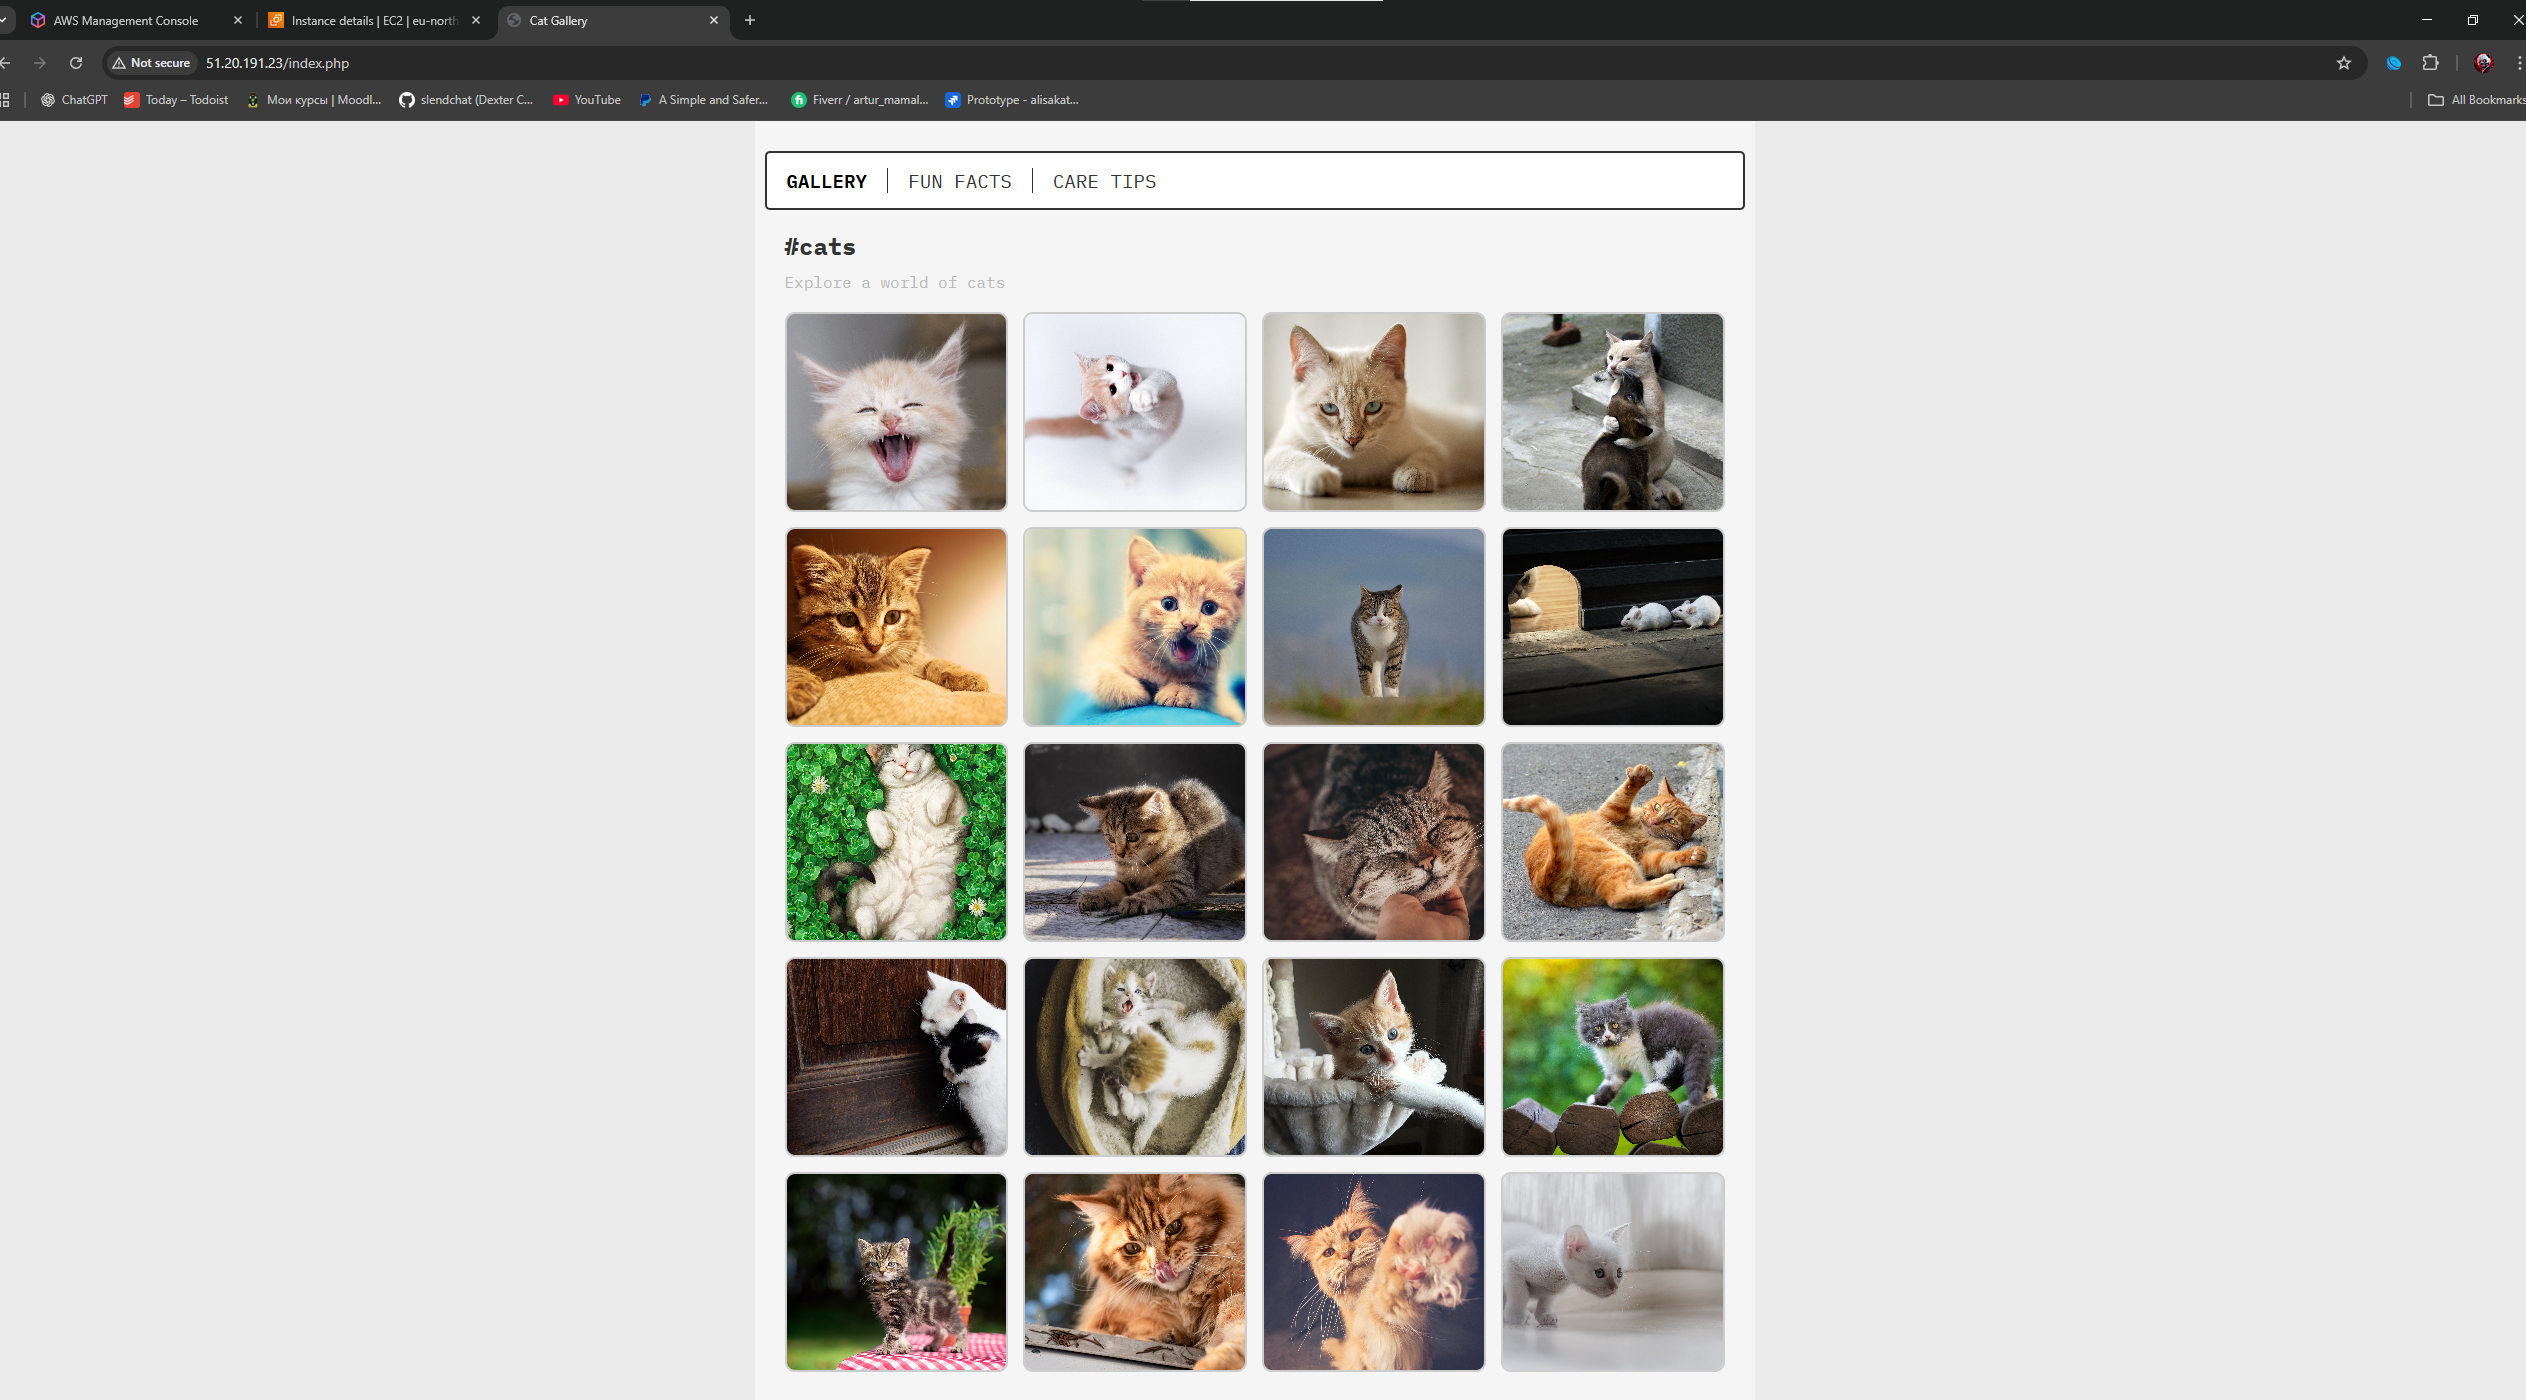 AWS Management Console
Instance details | EC2 | eu-north
Cat Gallery
Not secure
51.20.191.23/index.php
ChatGPT
Today – Todoist
Мои курсы | Moodl...
slendchat (Dexter C...
YouTube
A Simple and Safer...
Fiverr / artur_mamal...
Prototype - alisakat...
All Bookmarks
GALLERY
FUN FACTS
CARE TIPS
#cats
Explore a world of cats